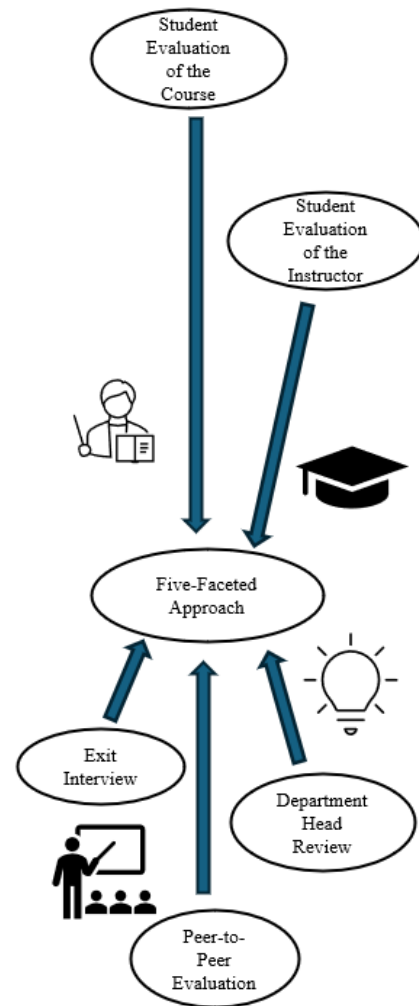 Student
Evaluation
of the
Course
Student
Evaluation
of the
Instructor
Five-Faceted
Approach
Exit
Interview
Department
Head
Review
Peer-to-
Peer
Evaluation